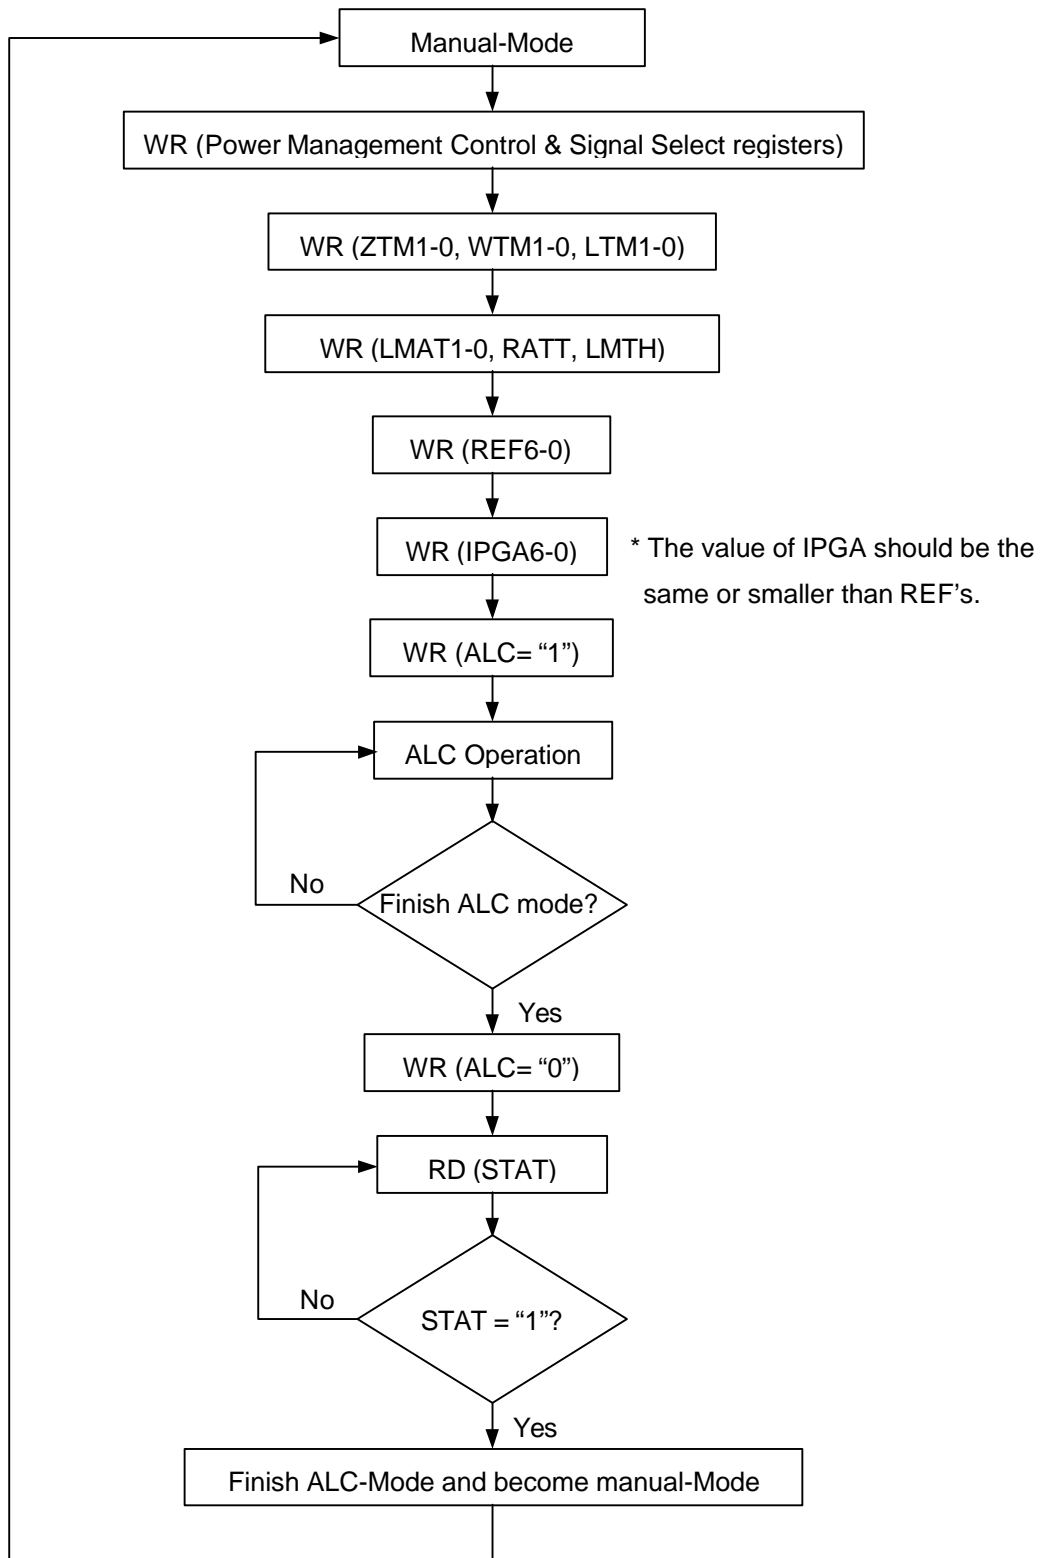 Manual-Mode
WR (Power Management Control & Signal Select registers)
WR (ZTM1-0, WTM1-0, LTM1-0)
WR (LMAT1-0, RATT, LMTH)
WR (REF6-0)
WR (IPGA6-0)
* The value of IPGA should be the
same or smaller than REF’s.
WR (ALC= “1”)
ALC Operation
No
Finish ALC mode?
Yes
WR (ALC= “0”)
RD (STAT)
No
STAT = “1”?
Yes
Finish ALC-Mode and become manual-Mode